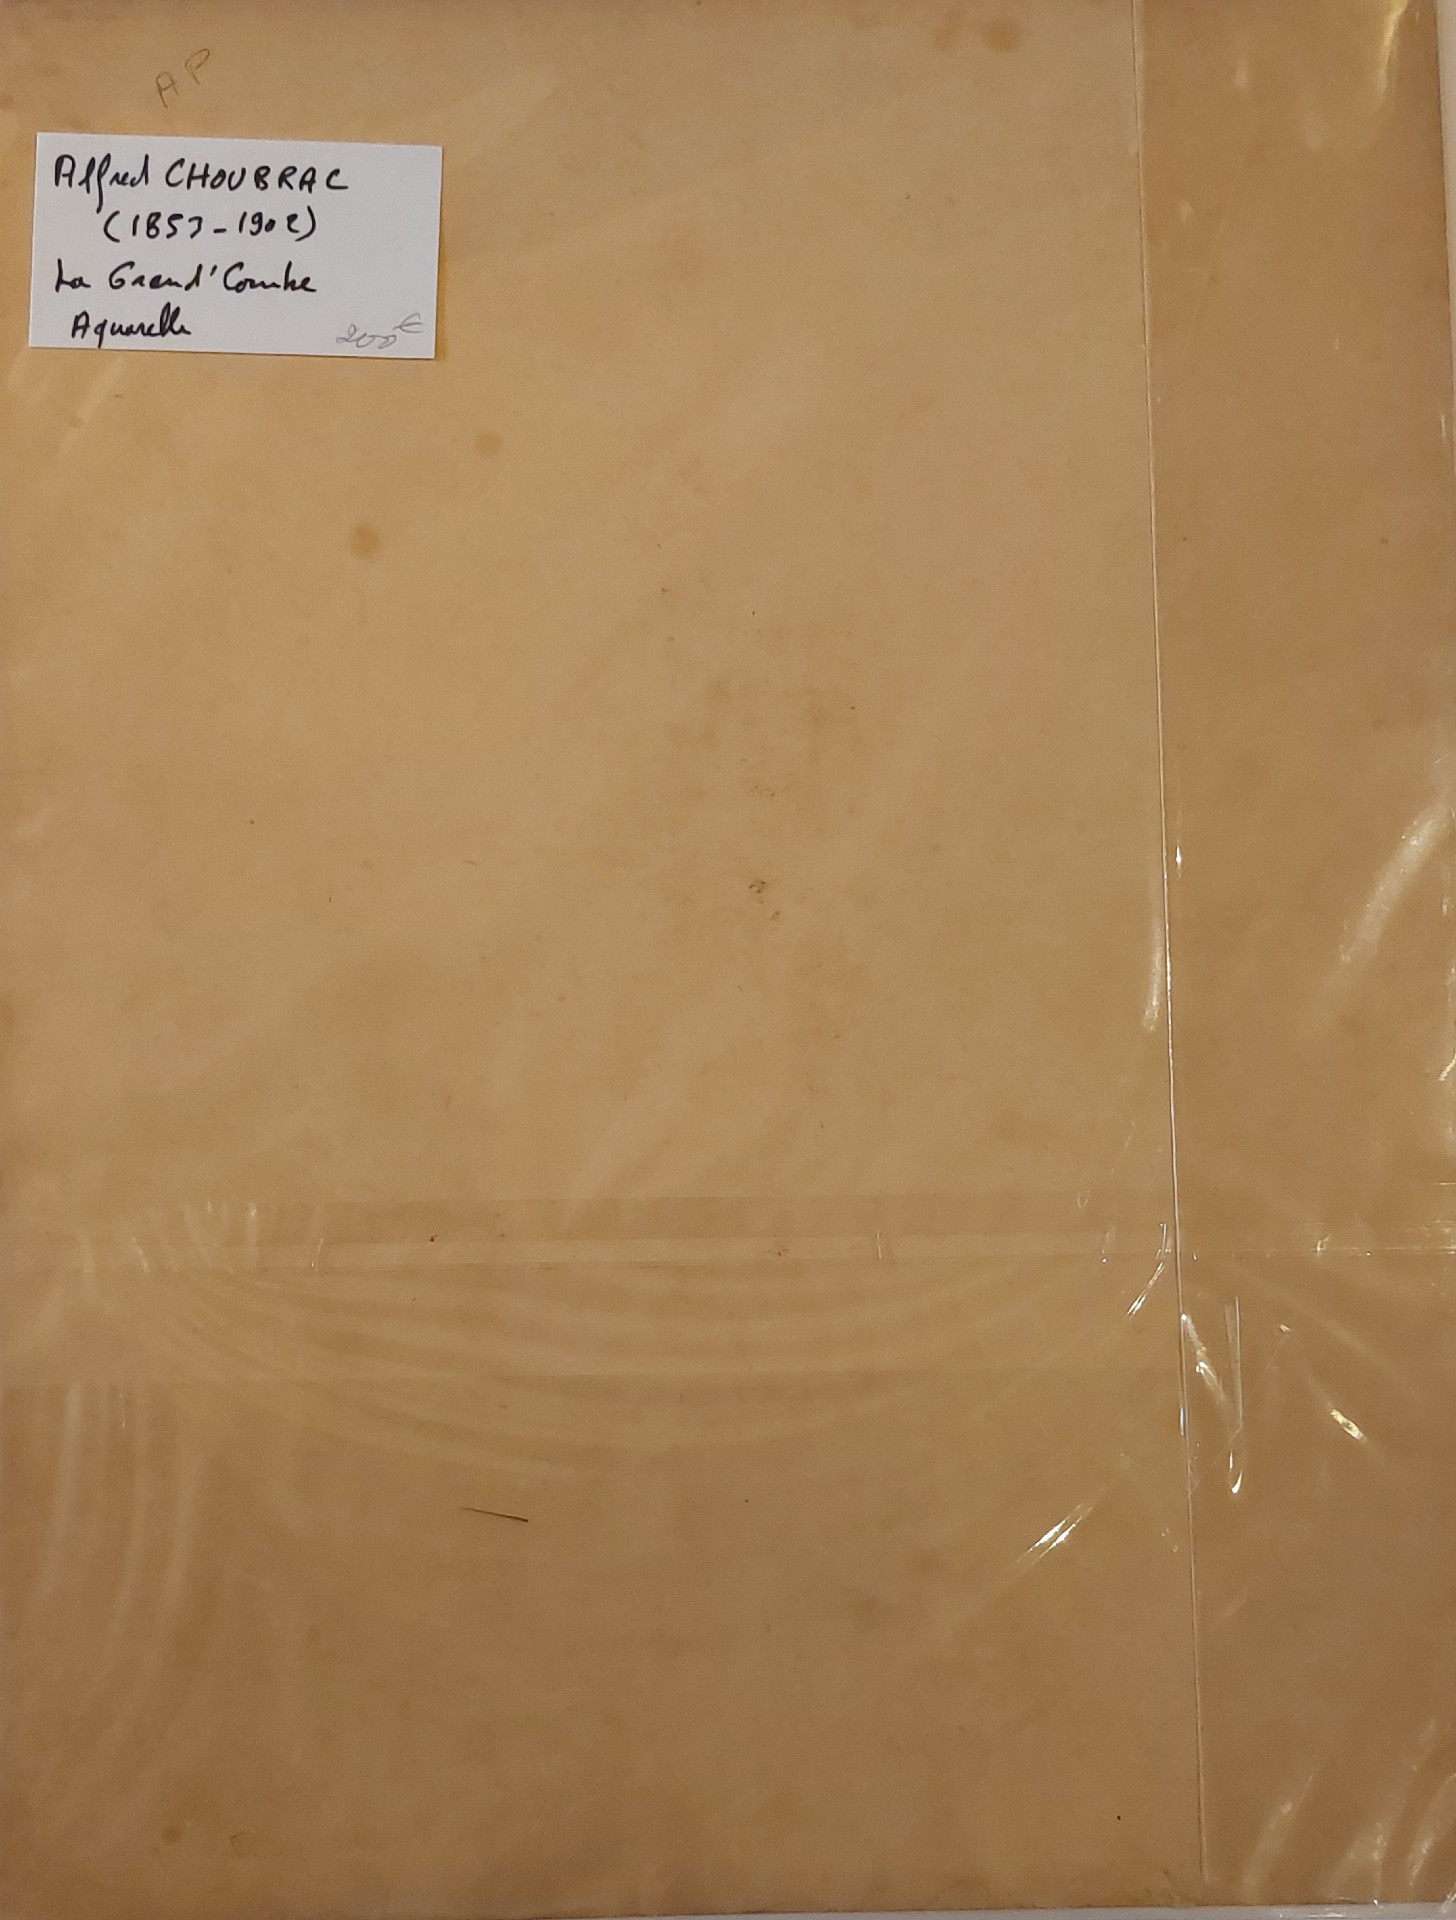 AP
Alfred CHOUBRAC
(1853-1902)
La Grand'Combe
Aquarelle
200€